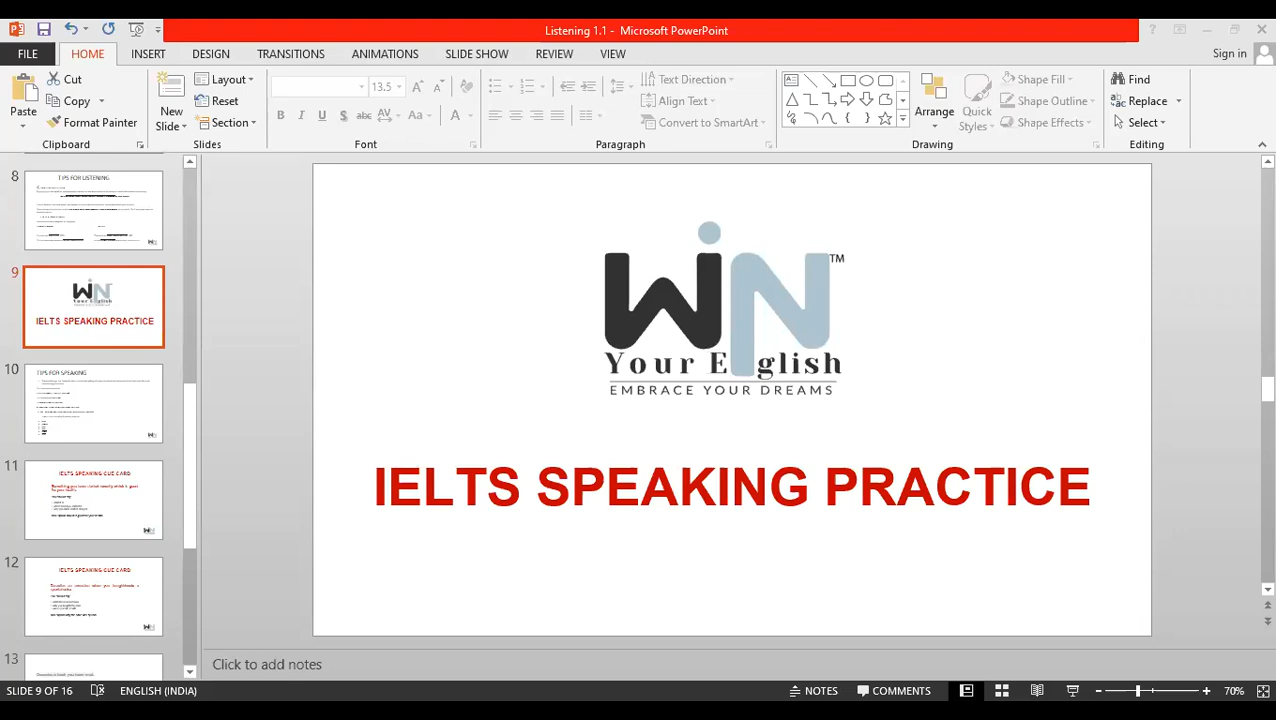 Listening 1.1 - Microsoft PowerPoint
FILE HOME INSERT DESIGN TRANSITIONS ANIMATIONS SLIDE SHOW REVIEW VIEW Sign in
Paste
Cut
Copy
Format Painter
Clipboard
New Slide
Layout
Reset
Section
Slides
13.5
Font
Text Direction
Align Text
Convert to SmartArt
Paragraph
Arrange
Quick Styles
Shape Fill
Shape Outline
Shape Effects
Drawing
Find
Replace
Select
Editing
8
TIPS FOR LISTENING
9
WiN
Your English
IELTS SPEAKING PRACTICE
10
TIPS FOR SPEAKING
11
IELTS SPEAKING CUE CARD
12
IELTS SPEAKING CUE CARD
13
WiN TM
Your English
EMBRACE YOUR DREAMS
IELTS SPEAKING PRACTICE
Click to add notes
SLIDE 9 OF 16 ENGLISH (INDIA) NOTES COMMENTS 70%